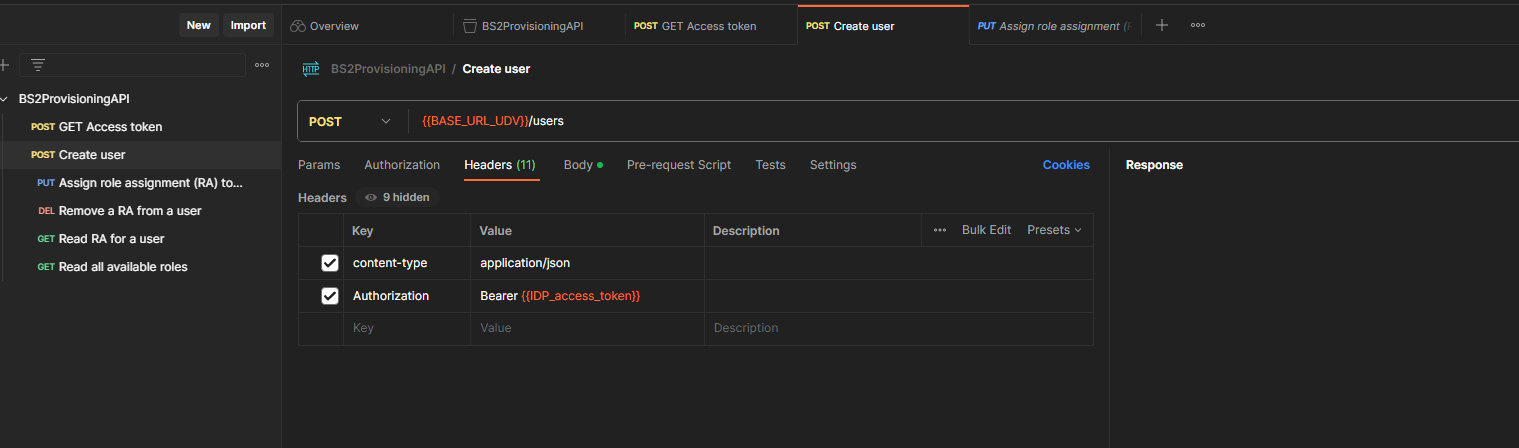 New Import
Overview
BS2ProvisioningAPI
POST GET Access token
POST Create user
PUT Assign role assignment (
BS2ProvisioningAPI
POST GET Access token
POST Create user
PUT Assign role assignment (RA) to...
DEL Remove a RA from a user
GET Read RA for a user
GET Read all available roles
HTTP BS2ProvisioningAPI / Create user
POST {{BASE_URL_UDV}}/users
Params Authorization Headers (11) Body Pre-request Script Tests Settings Cookies
Headers 9 hidden
Key Value Description Bulk Edit Presets
content-type application/json
Authorization Bearer {{IDP_access_token}}
Key Value Description
Response